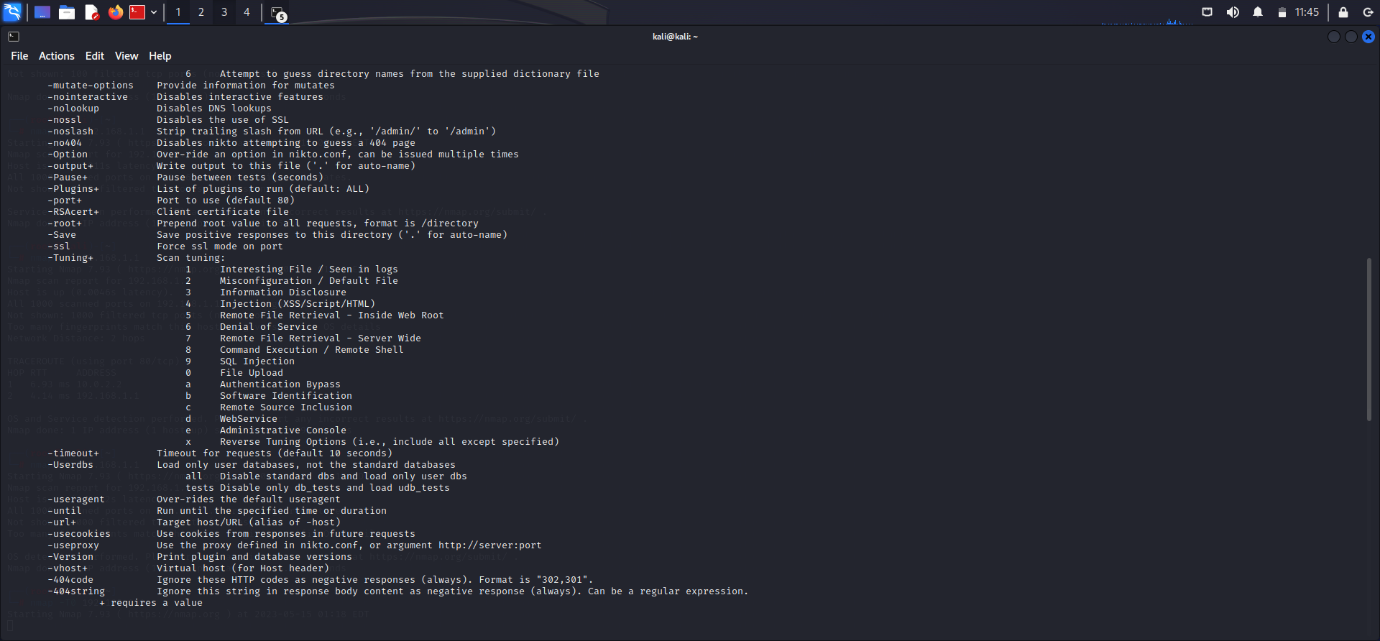 1 2 3 4 5 11:45
kali@kali: ~
File Actions Edit View Help
6 Attempt to guess directory names from the supplied dictionary file
-mutate-options Provide information for mutates
-nointeractive Disables interactive features
-nolookup Disables DNS lookups
-nossl Disables the use of SSL
-noslash Strip trailing slash from URL (e.g., '/admin/' to '/admin')
-no404 Disables nikto attempting to guess a 404 page
-Option Over-ride an option in nikto.conf, can be issued multiple times
-output+ Write output to this file ('.' for auto-name)
-Pause+ Pause between tests (seconds)
-Plugins+ List of plugins to run (default: ALL)
-port+ Port to use (default 80)
-RSAcert+ Client certificate file
-root+ Prepend root value to all requests, format is /directory
-Save Save positive responses to this directory ('.' for auto-name)
-ssl Force ssl mode on port
-Tuning+ Scan tuning:
1 Interesting File / Seen in logs
2 Misconfiguration / Default File
3 Information Disclosure
4 Injection (XSS/Script/HTML)
5 Remote File Retrieval - Inside Web Root
6 Denial of Service
7 Remote File Retrieval - Server Wide
8 Command Execution / Remote Shell
9 SQL Injection
0 File Upload
a Authentication Bypass
b Software Identification
c Remote Source Inclusion
d WebService
e Administrative Console
x Reverse Tuning Options (i.e., include all except specified)
-timeout+ Timeout for requests (default 10 seconds)
-Userdbs Load only user databases, not the standard databases
all Disable standard dbs and load only user dbs
tests Disable only db_tests and load udb_tests
-useragent Over-rides the default useragent
-until Run until the specified time or duration
-url+ Target host/URL (alias of -host)
-usecookies Use cookies from responses in future requests
-useproxy Use the proxy defined in nikto.conf, or argument http://server:port
-Version Print plugin and database versions
-vhost+ Virtual host (for Host header)
-404code Ignore these HTTP codes as negative responses (always). Format is "302,301".
-404string Ignore this string in response body content as negative response (always). Can be a regular expression.
+ requires a value